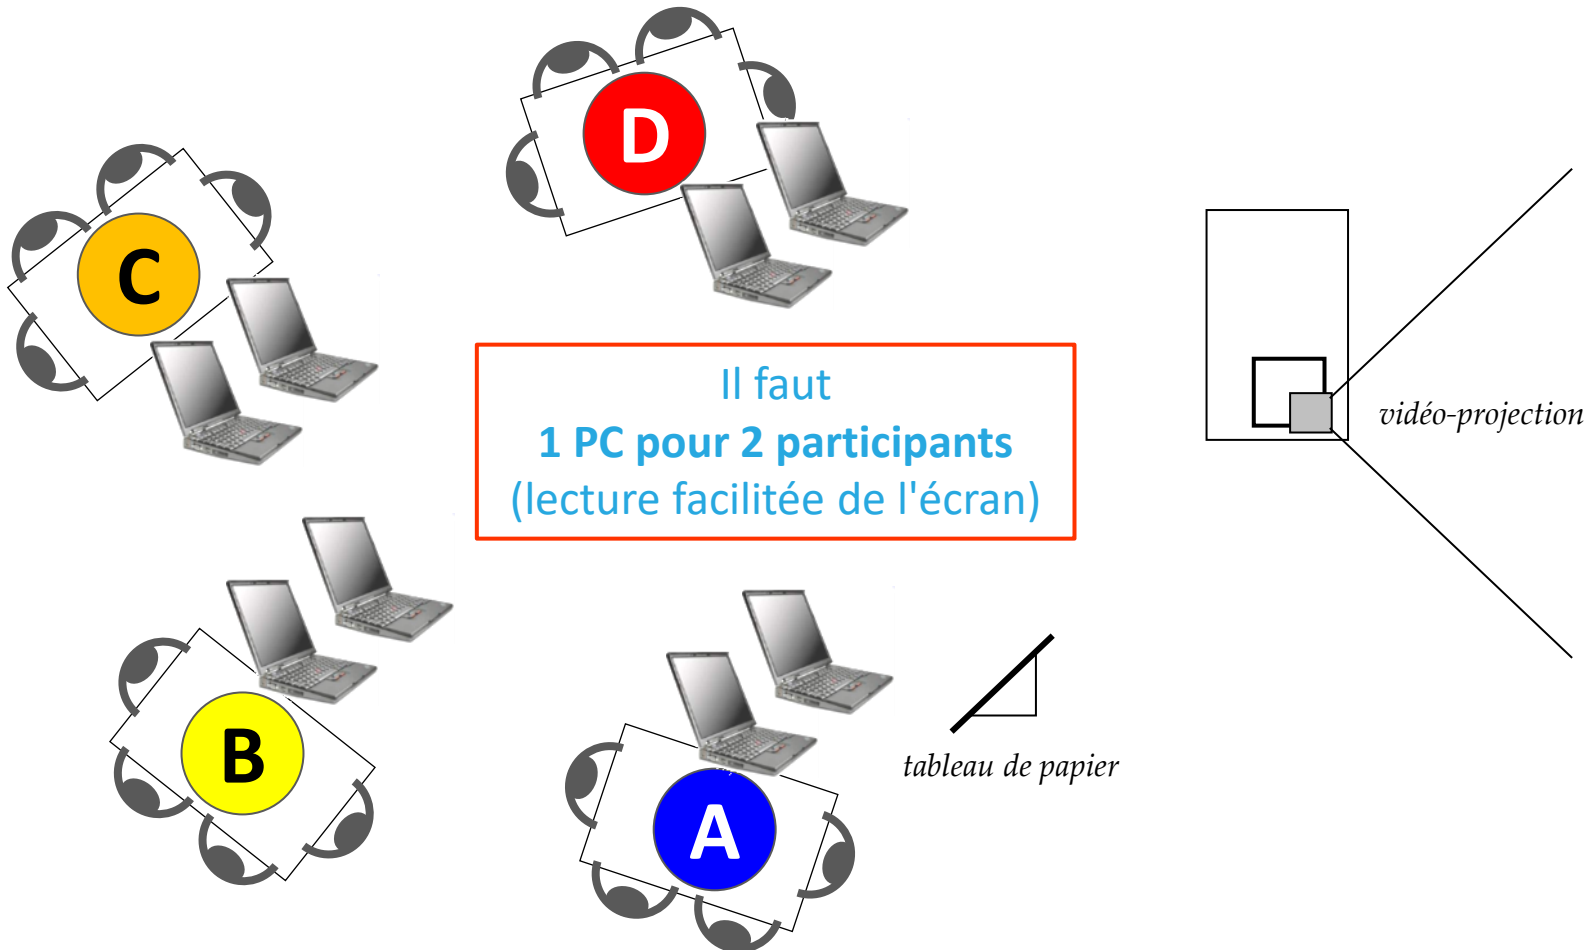 D
C
Il faut
1 PC pour 2 participants
(lecture facilitée de l'écran)
vidéo-projection
B
A
tableau de papier